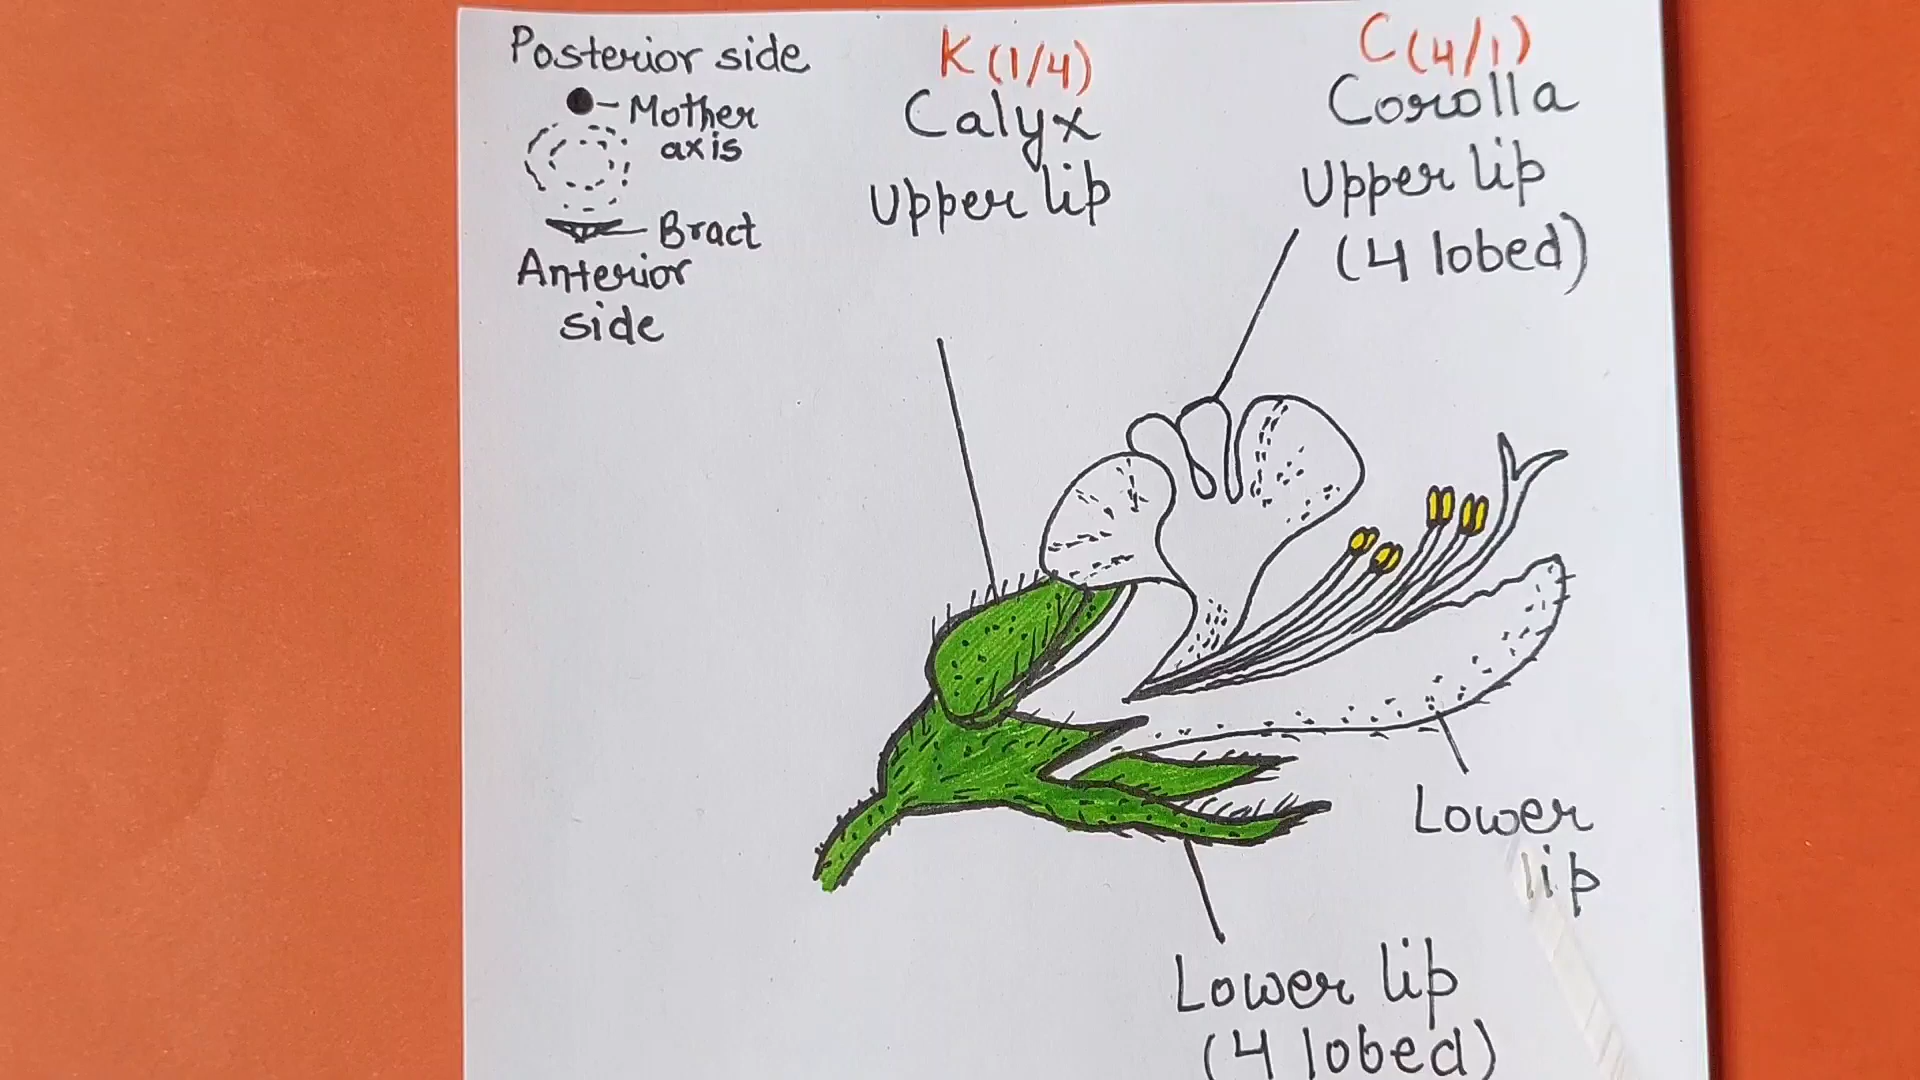 Posterior side
Mother
axis
Bract
Anterior
side
K(1/4)
Calyx
Upper lip
C(4/1)
Corolla
Upper lip
(4 lobed)
Lower
lip
Lower lip
(4 lobed)